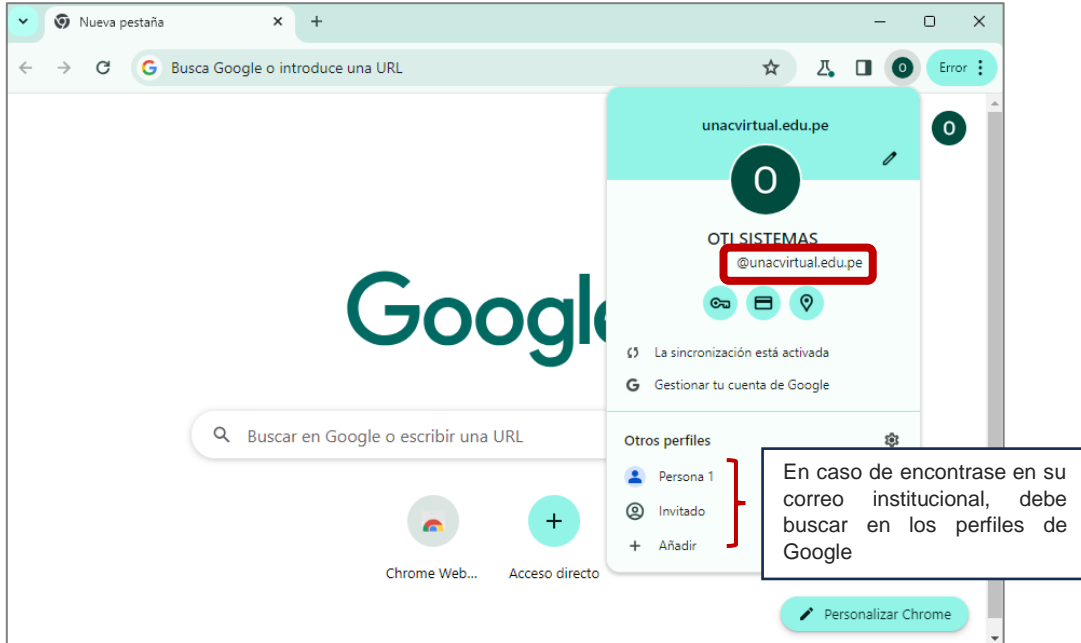 Nueva pestaña
Busca Google o introduce una URL
O
Error
unacvirtual.edu.pe
O
O
OTI SISTEMAS
@unacvirtual.edu.pe
Google
La sincronización está activada
G Gestionar tu cuenta de Google
Buscar en Google o escribir una URL
Otros perfiles
Persona 1
Invitado
Añadir
En caso de encontrase en su
correo institucional, debe
buscar en los perfiles de
Google
Chrome Web...
Acceso directo
Personalizar Chrome